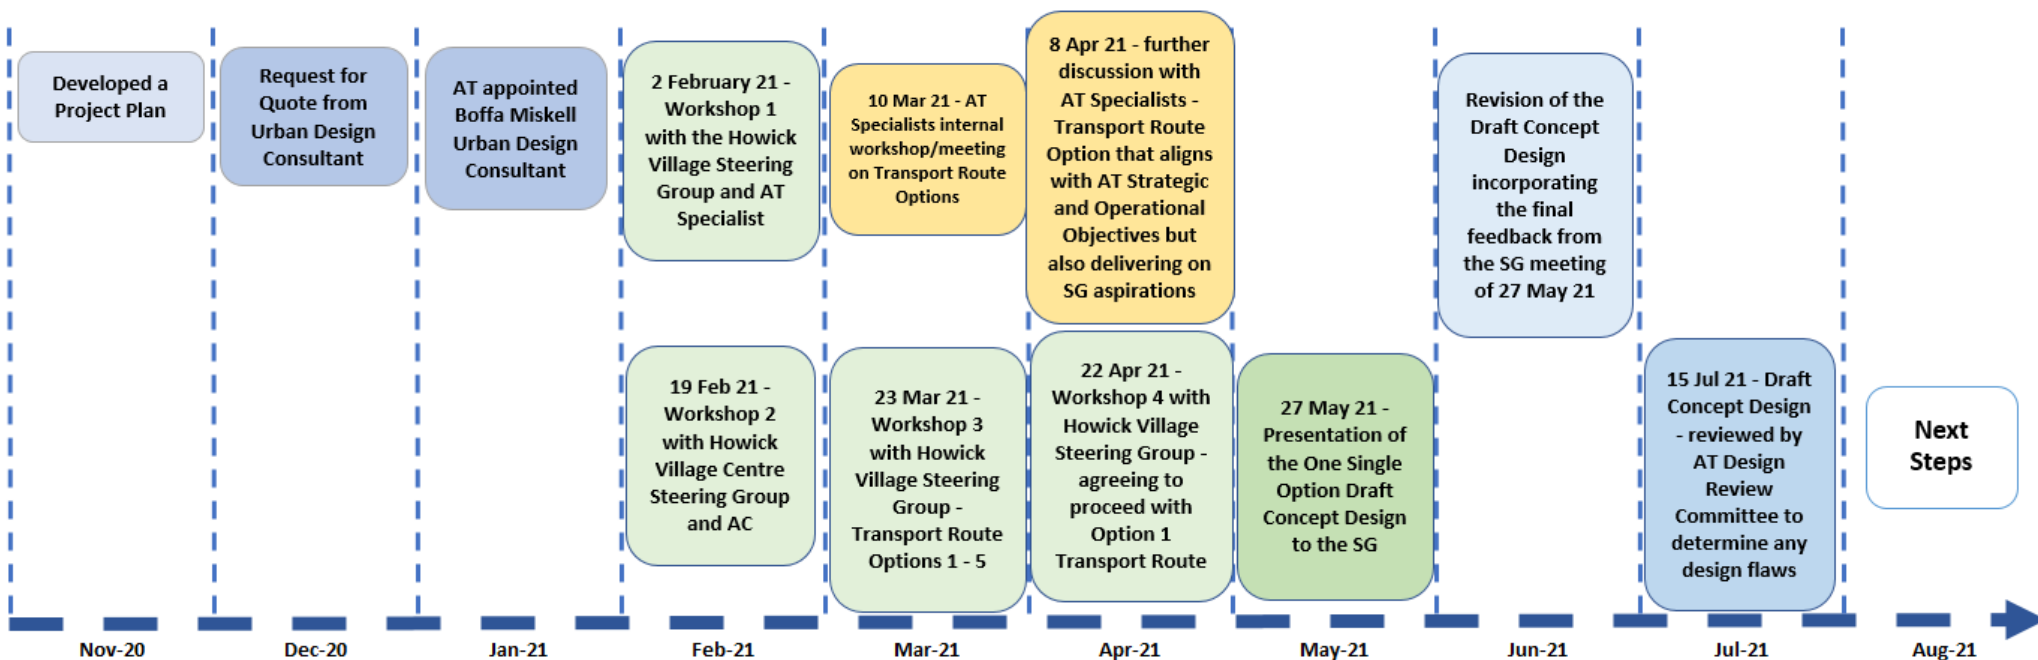 Developed a
Project Plan
Request for
Quote from
Urban Design
Consultant
AT appointed
Boffa Miskell
Urban Design
Consultant
2 February 21 -
Workshop 1
with the Howick
Village Steering
Group and AT
Specialist
19 Feb 21 -
Workshop 2
with Howick
Village Centre
Steering Group
and AC
10 Mar 21 - AT
Specialists internal
workshop/meeting
on Transport Route
Options
23 Mar 21 -
Workshop 3
with Howick
Village Steering
Group -
Transport Route
Options 1 - 5
8 Apr 21 - further
discussion with
AT Specialists -
Transport Route
Option that aligns
with AT Strategic
and Operational
Objectives but
also delivering on
SG aspirations
22 Apr 21 -
Workshop 4 with
Howick Village
Steering Group -
agreeing to
proceed with
Option 1
Transport Route
27 May 21 -
Presentation of
the One Single
Option Draft
Concept Design
to the SG
Revision of the
Draft Concept
Design
incorporating
the final
feedback from
the SG meeting
of 27 May 21
15 Jul 21 - Draft
Concept Design
- reviewed by
AT Design
Review
Committee to
determine any
design flaws
Next
Steps
Nov-20
Dec-20
Jan-21
Feb-21
Mar-21
Apr-21
May-21
Jun-21
Jul-21
Aug-21